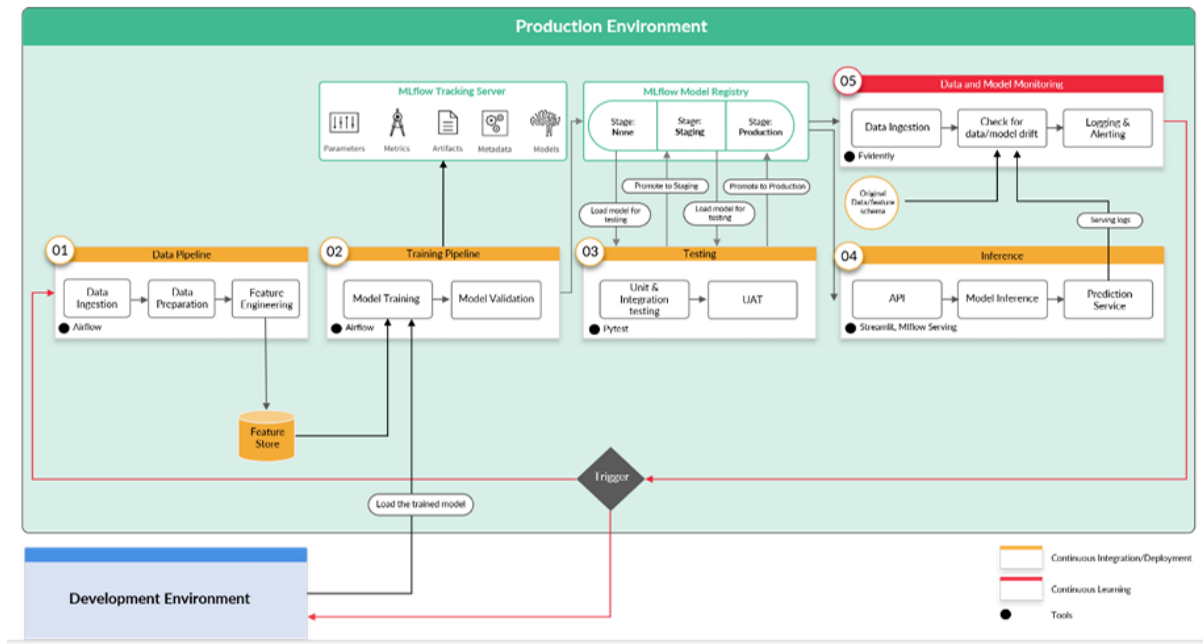 Production Environment
MLflow Tracking Server
Parameters
Metrics
Artifacts
Metadata
Models
MLflow Model Registry
Stage:
None
Stage:
Staging
Stage:
Production
05
Data and Model Monitoring
Data Ingestion
Check for
data/model drift
Logging &
Alerting
Evidently
Promote to Staging
Promote to Production
Load model for
testing
Load model for
testing
Original
Data/feature
schema
Serving logs
01
Data Pipeline
Data
Ingestion
Data
Preparation
Feature
Engineering
Airflow
02
Training Pipeline
Model Training
Model Validation
Airflow
03
Testing
Unit &
Integration
testing
UAT
Pytest
04
Inference
API
Model Inference
Prediction
Service
Streamlit, Mlflow Serving
Feature
Store
Trigger
Load the trained model
Development Environment
Continuous Integration/Deployment
Continuous Learning
Tools